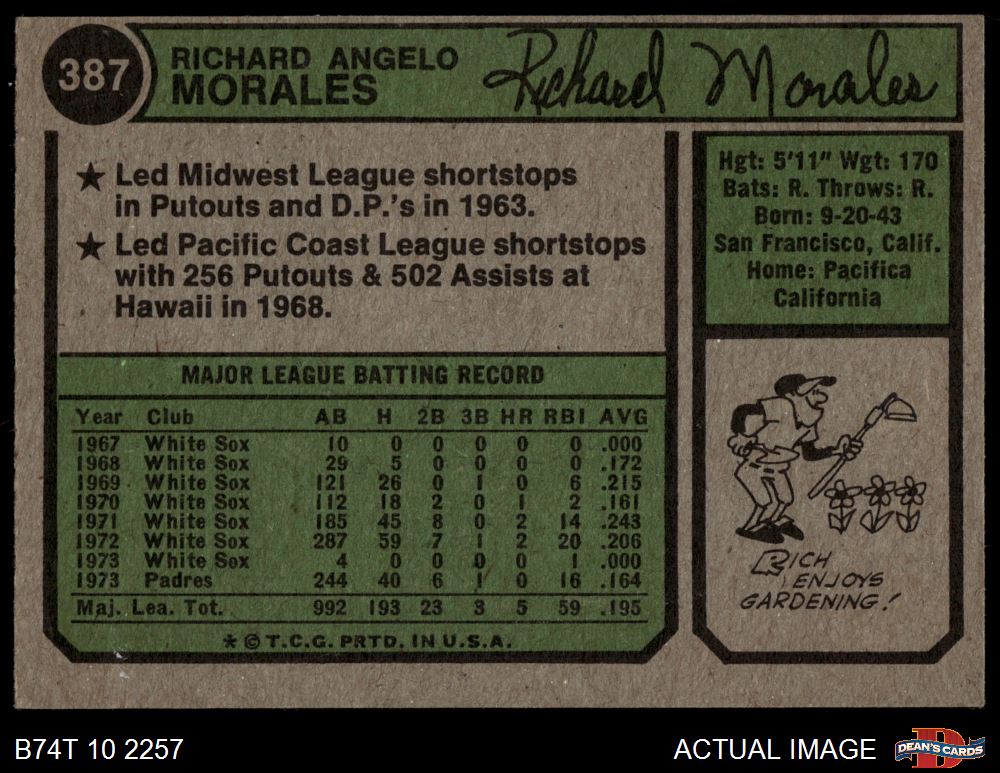 387
RICHARD ANGELO
MORALES
Richard Morales
★ Led Midwest League shortstops
in Putouts and D.P.'s in 1963.
★ Led Pacific Coast League shortstops
with 256 Putouts & 502 Assists at
Hawaii in 1968.
Hgt: 5'11" Wgt: 170
Bats: R. Throws: R.
Born: 9-20-43
San Francisco, Calif.
Home: Pacifica
California
MAJOR LEAGUE BATTING RECORD
Year Club AB H 2B 3B HR RBI AVG
1967 White Sox 10 0 0 0 0 0 .000
1968 White Sox 29 5 0 0 0 0 .172
1969 White Sox 121 26 0 1 0 6 .215
1970 White Sox 112 18 2 0 1 2 .161
1971 White Sox 185 45 8 0 2 14 .243
1972 White Sox 287 59 7 1 2 20 .206
1973 White Sox 4 0 0 0 0 1 .000
1973 Padres 244 40 6 1 0 16 .164
Maj. Lea. Tot. 992 193 23 3 5 59 .195
* © T.C.G. PRTD. IN U.S.A.
RICH
ENJOYS
GARDENING!
B74T 10 2257
ACTUAL IMAGE
D
DEAN'S CARDS